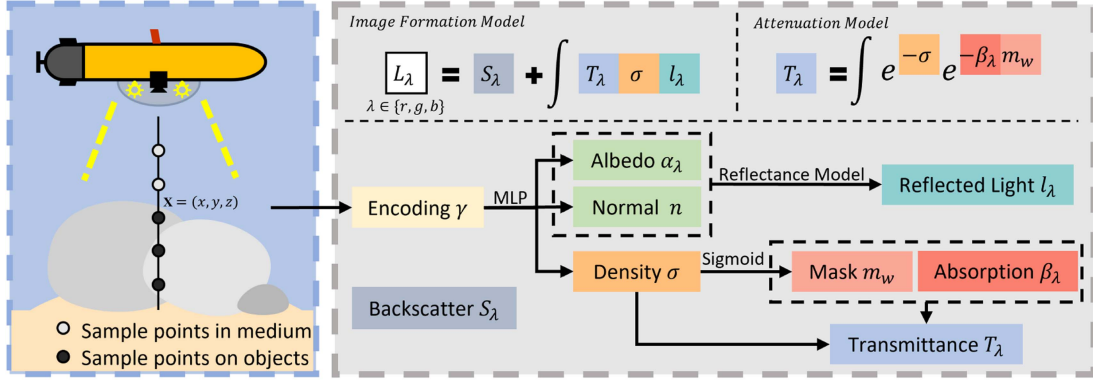 Image Formation Model
L_λ = S_λ + ∫ T_λ σ l_λ
λ ∈ {r, g, b}
Attenuation Model
T_λ = ∫ e^{-σ} e^{-β_λ m_w}
x = (x, y, z)
Sample points in medium
Sample points on objects
Encoding γ
MLP
Albedo α_λ
Normal n
Reflectance Model
Reflected Light l_λ
Density σ
Sigmoid
Mask m_w
Absorption β_λ
Backscatter S_λ
Transmittance T_λ